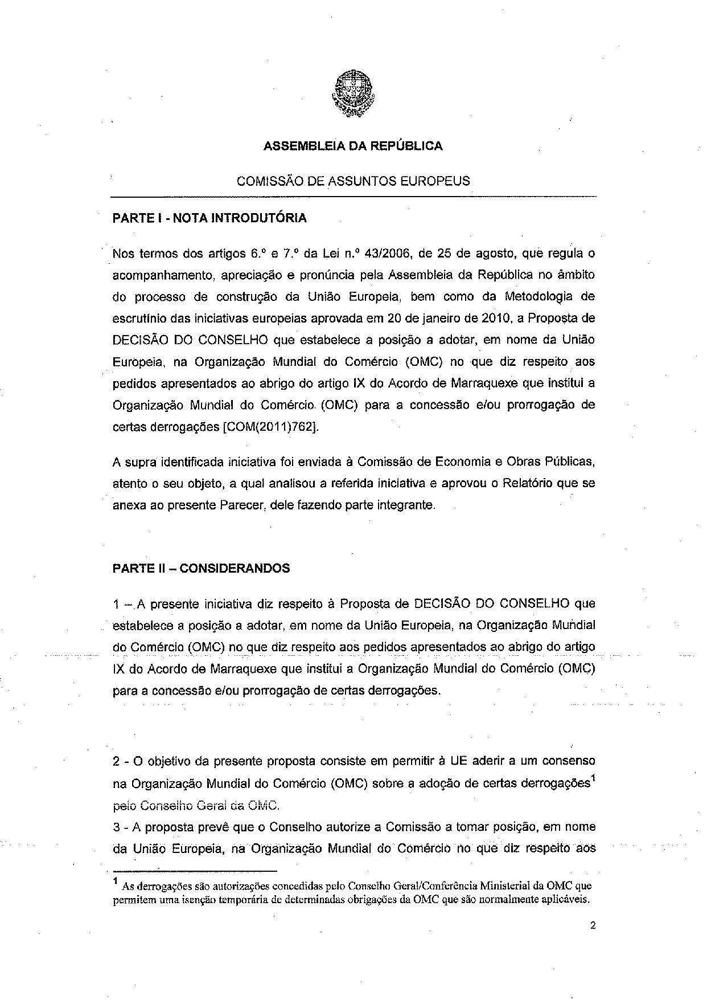 ASSEMBLEIA DA REPÚBLICA
COMISSÃO DE ASSUNTOS EUROPEUS
PARTE I - NOTA INTRODUTÓRIA
Nos termos dos artigos 6.º e 7.º da Lei n.º 43/2006, de 25 de agosto, que regula o
acompanhamento, apreciação e pronúncia pela Assembleia da República no âmbito
do processo de construção da União Europeia, bem como da Metodologia de
escrutínio das iniciativas europeias aprovada em 20 de janeiro de 2010, a Proposta de
DECISÃO DO CONSELHO que estabelece a posição a adotar, em nome da União
Europeia, na Organização Mundial do Comércio (OMC) no que diz respeito aos
pedidos apresentados ao abrigo do artigo IX do Acordo de Marraquexe que institui a
Organização Mundial do Comércio (OMC) para a concessão e/ou prorrogação de
certas derrogações [COM(2011)762].
A supra identificada iniciativa foi enviada à Comissão de Economia e Obras Públicas,
atento o seu objeto, a qual analisou a referida iniciativa e aprovou o Relatório que se
anexa ao presente Parecer, dele fazendo parte integrante.
PARTE II – CONSIDERANDOS
1 – A presente iniciativa diz respeito à Proposta de DECISÃO DO CONSELHO que
estabelece a posição a adotar, em nome da União Europeia, na Organização Mundial
do Comércio (OMC) no que diz respeito aos pedidos apresentados ao abrigo do artigo
IX do Acordo de Marraquexe que institui a Organização Mundial do Comércio (OMC)
para a concessão e/ou prorrogação de certas derrogações.
2 - O objetivo da presente proposta consiste em permitir à UE aderir a um consenso
na Organização Mundial do Comércio (OMC) sobre a adoção de certas derrogações¹
pelo Conselho Geral da OMC.
3 - A proposta prevê que o Conselho autorize a Comissão a tomar posição, em nome
da União Europeia, na Organização Mundial do Comércio no que diz respeito aos
¹ As derrogações são autorizações concedidas pelo Conselho Geral/Conferência Ministerial da OMC que
permitem uma isenção temporária de determinadas obrigações da OMC que são normalmente aplicáveis.
2